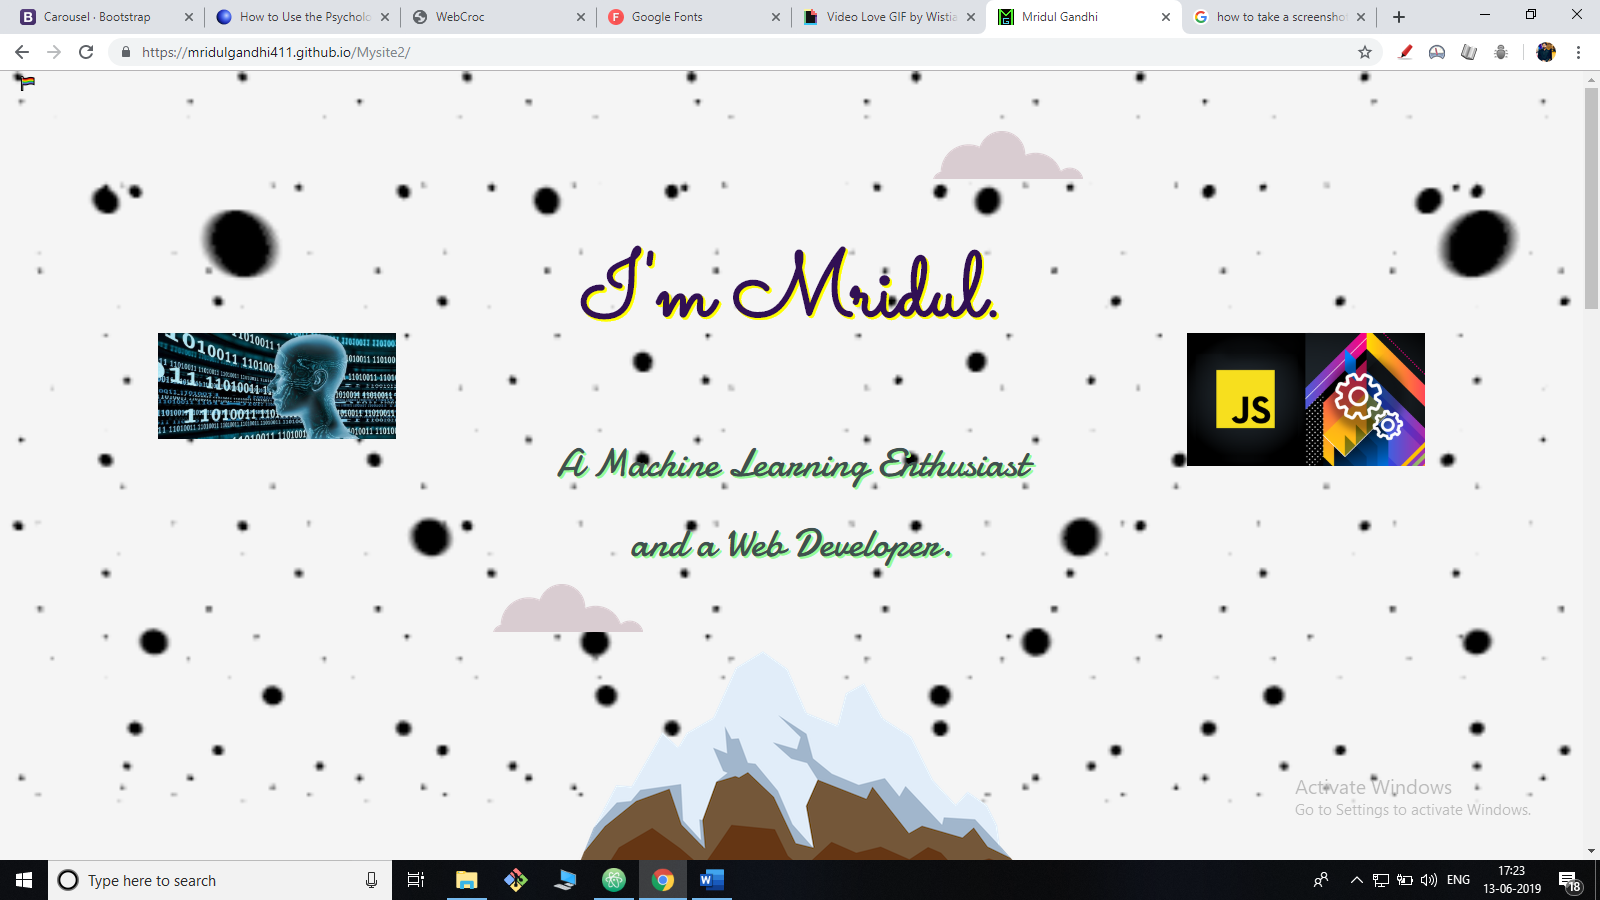 Carousel · Bootstrap
How to Use the Psycholo
WebCroc
Google Fonts
Video Love GIF by Wistia
Mridul Gandhi
how to take a screenshot
https://mridulgandhi411.github.io/Mysite2/
I'm Mridul.
JS
A Machine Learning Enthusiast
and a Web Developer.
Activate Windows
Go to Settings to activate Windows.
Type here to search
ENG
17:23
13-06-2019
18